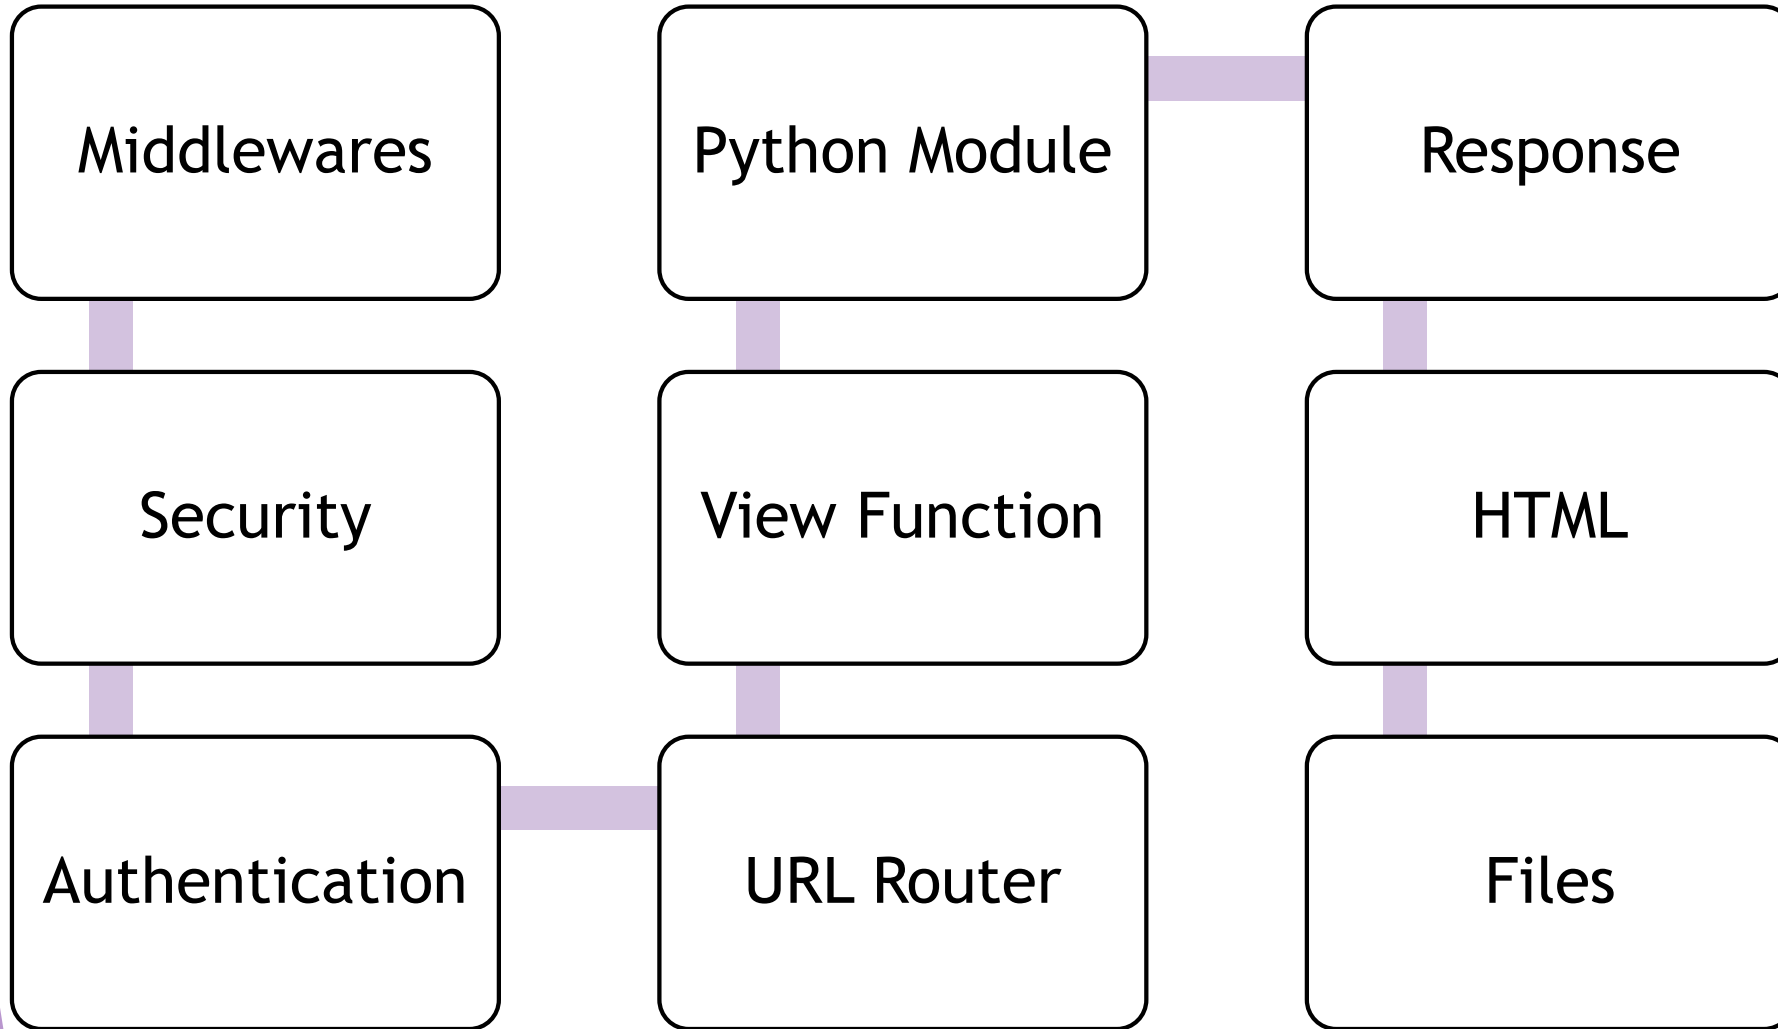 Middlewares
Security
Authentication
URL Router
View Function
Python Module
Response
HTML
Files